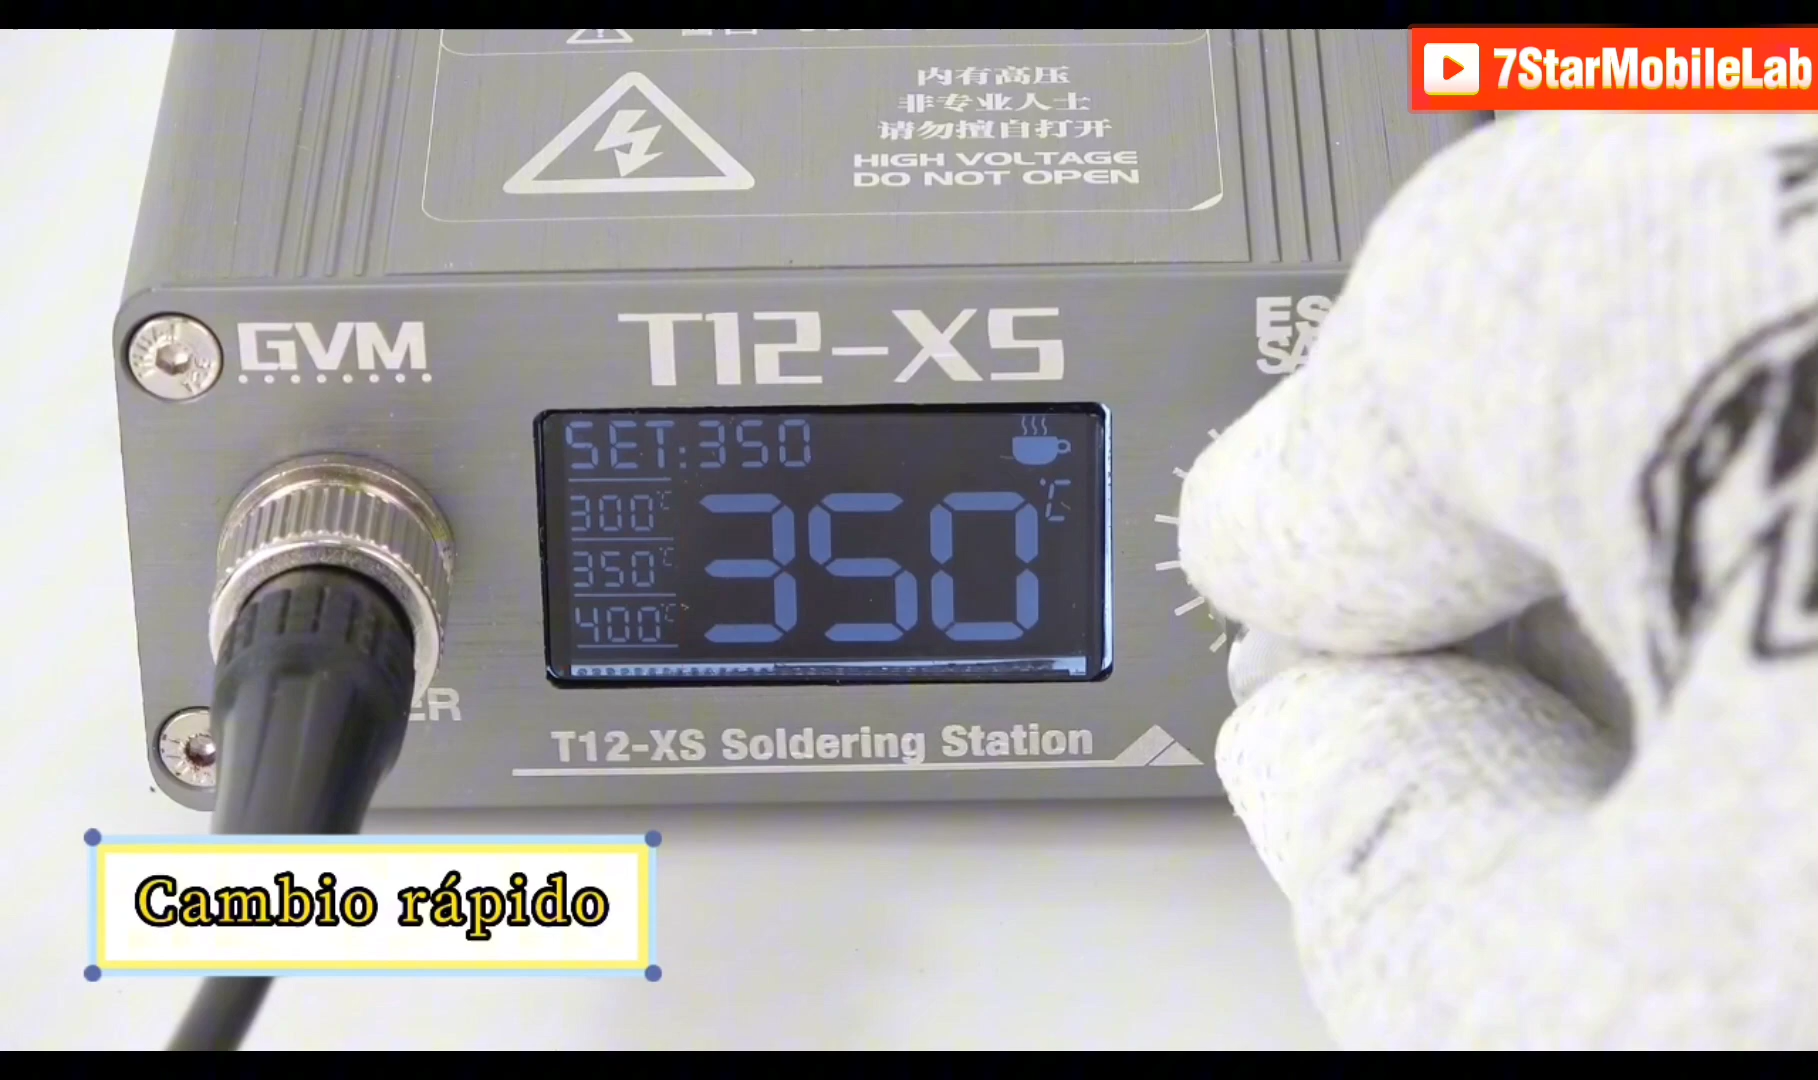 7StarMobileLab
内有高压
非专业人士
请勿擅自打开
HIGH VOLTAGE
DO NOT OPEN
GVM
T12-XS
SET:350
300℃
350℃
400℃
350℃
T12-XS Soldering Station
Cambio rápido